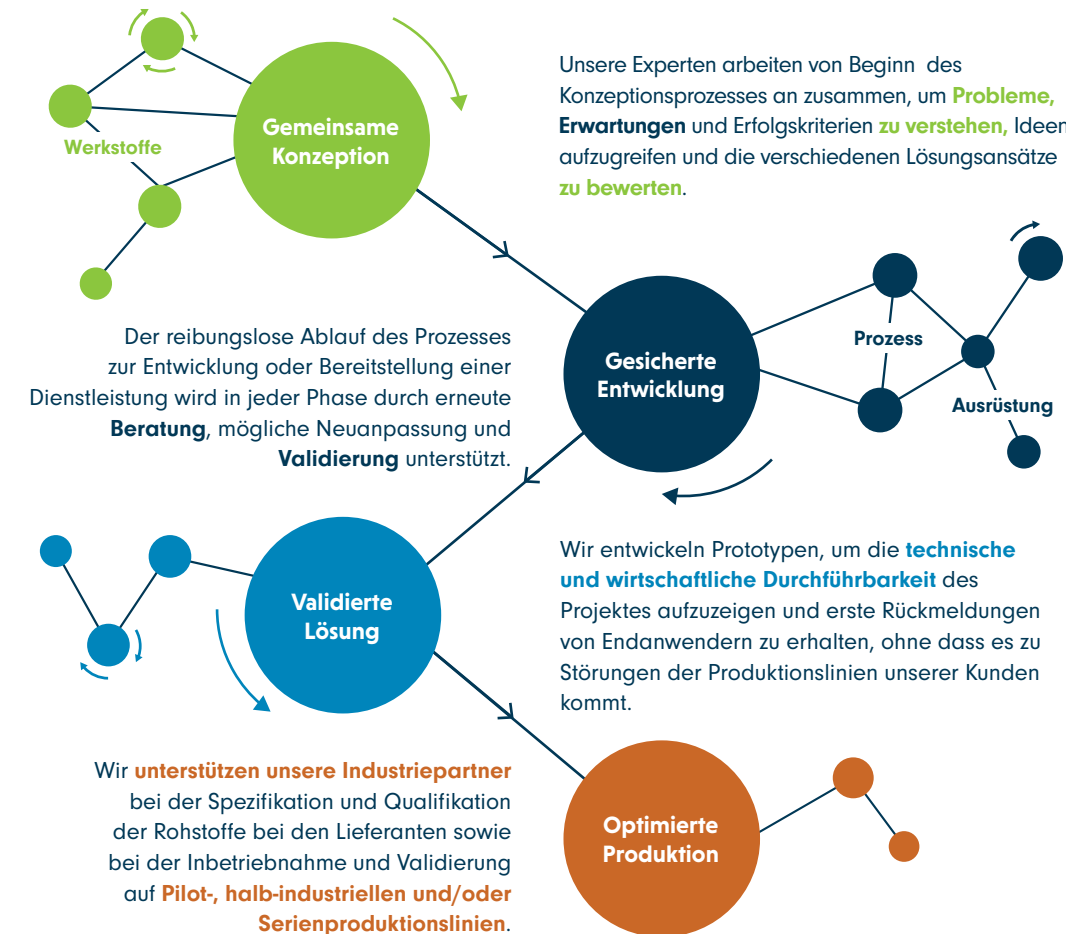 Gemeinsame
Konzeption
Werkstoffe
Unsere Experten arbeiten von Beginn des
Konzeptionsprozesses an zusammen, um Probleme,
Erwartungen und Erfolgskriterien zu verstehen, Ideen
aufzugreifen und die verschiedenen Lösungsansätze
zu bewerten.
Gesicherte
Entwicklung
Prozess
Ausrüstung
Der reibungslose Ablauf des Prozesses
zur Entwicklung oder Bereitstellung einer
Dienstleistung wird in jeder Phase durch erneute
Beratung, mögliche Neuanpassung und
Validierung unterstützt.
Validierte
Lösung
Wir entwickeln Prototypen, um die technische
und wirtschaftliche Durchführbarkeit des
Projektes aufzuzeigen und erste Rückmeldungen
von Endanwendern zu erhalten, ohne dass es zu
Störungen der Produktionslinien unserer Kunden
kommt.
Wir unterstützen unsere Industriepartner
bei der Spezifikation und Qualifikation
der Rohstoffe bei den Lieferanten sowie
bei der Inbetriebnahme und Validierung
auf Pilot-, halb-industriellen und/oder
Serienproduktionslinien.
Optimierte
Produktion